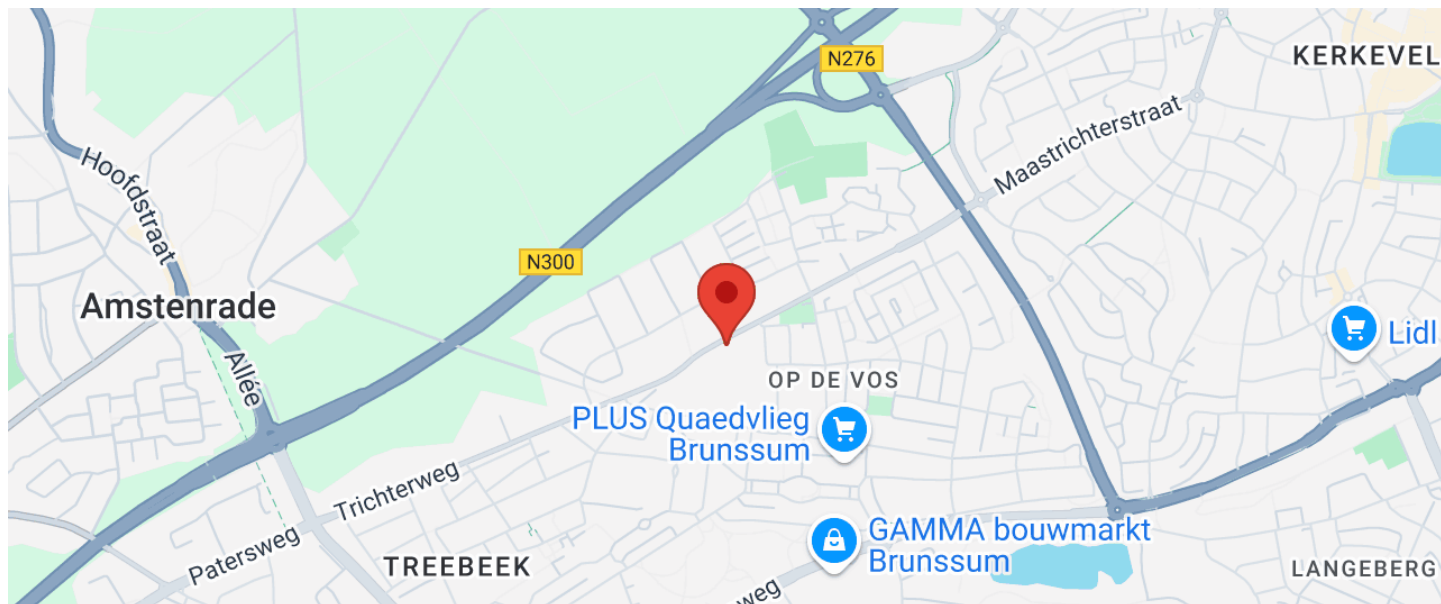 N276
KERKEVEL
Maastrichterstraat
Hoofdstraat
N300
Amstenrade
Lidl
Allée
OP DE VOS
PLUS Quaedvlieg
Brunssum
Trichterweg
GAMMA bouwmarkt
Brunssum
Patersweg
TREEBEEK
LANGEBERG
weg